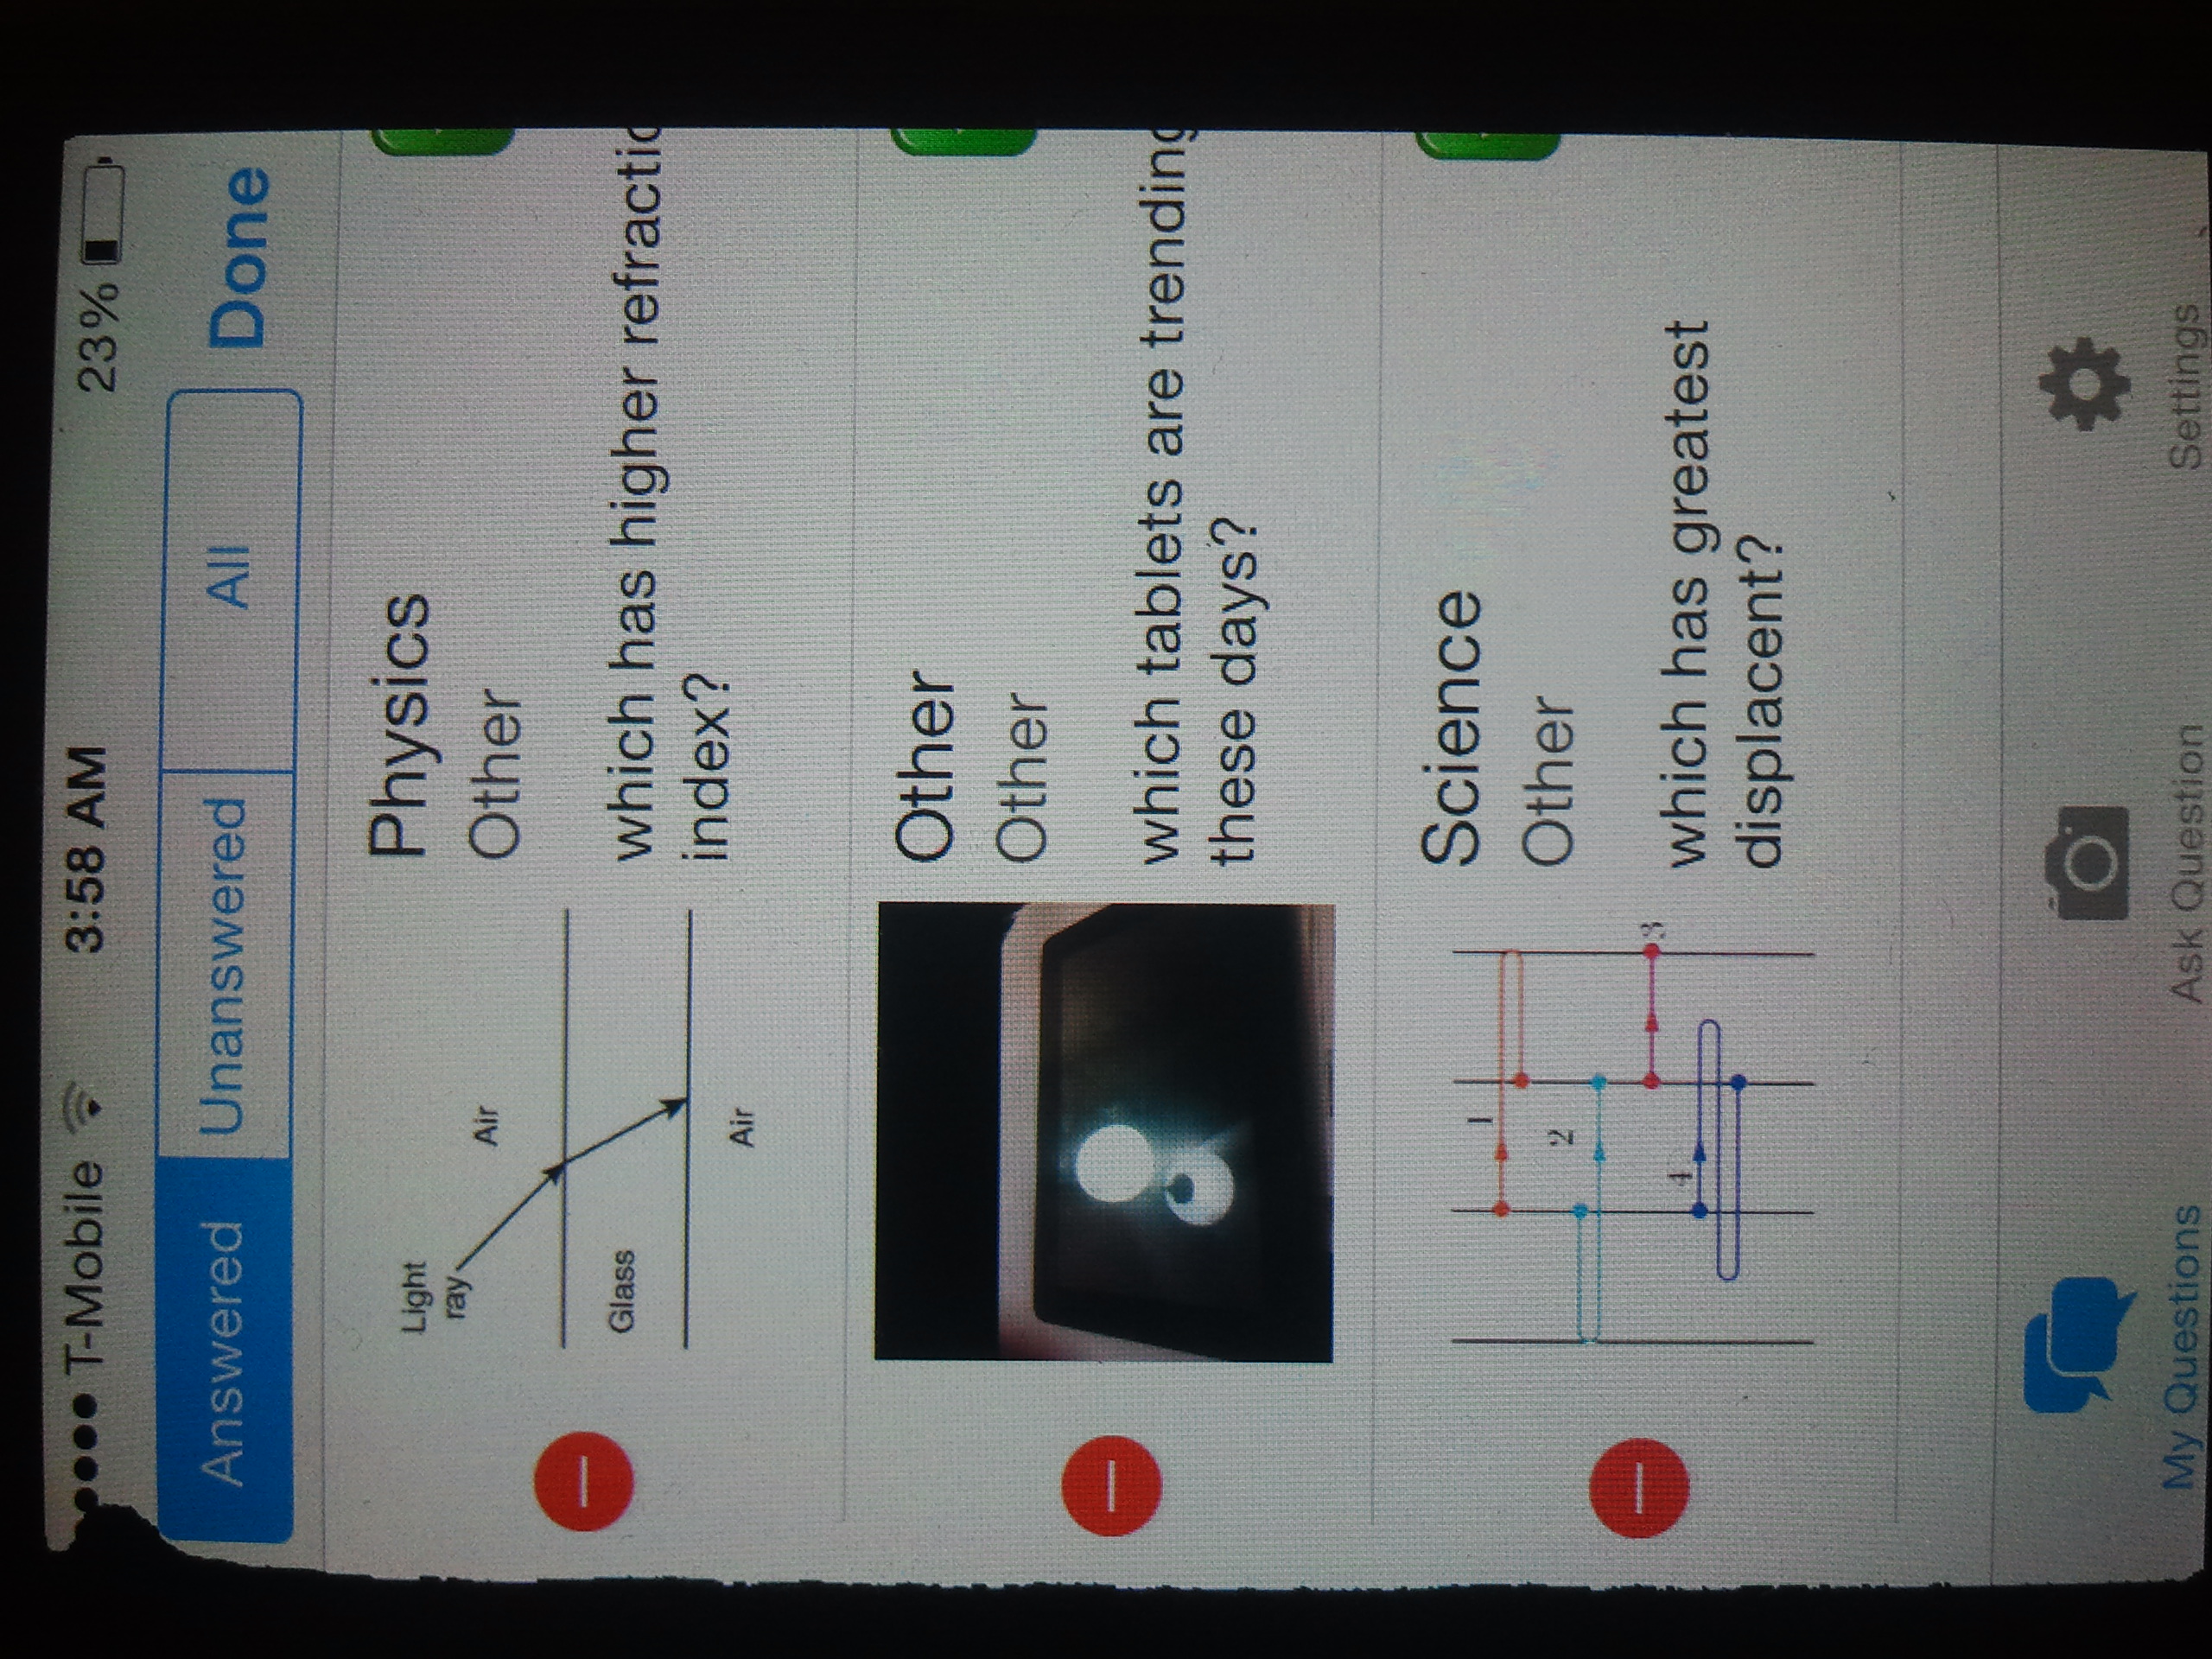 T-Mobile 3:58 AM 23%
Answered Unanswered All Done
Physics
Other
which has higher refractic
index?
Light
ray
Air
Glass
Air
Other
Other
which tablets are trending
these days?
Science
Other
which has greatest
displacent?
1
2
3
4
My Questions Ask Question Settings